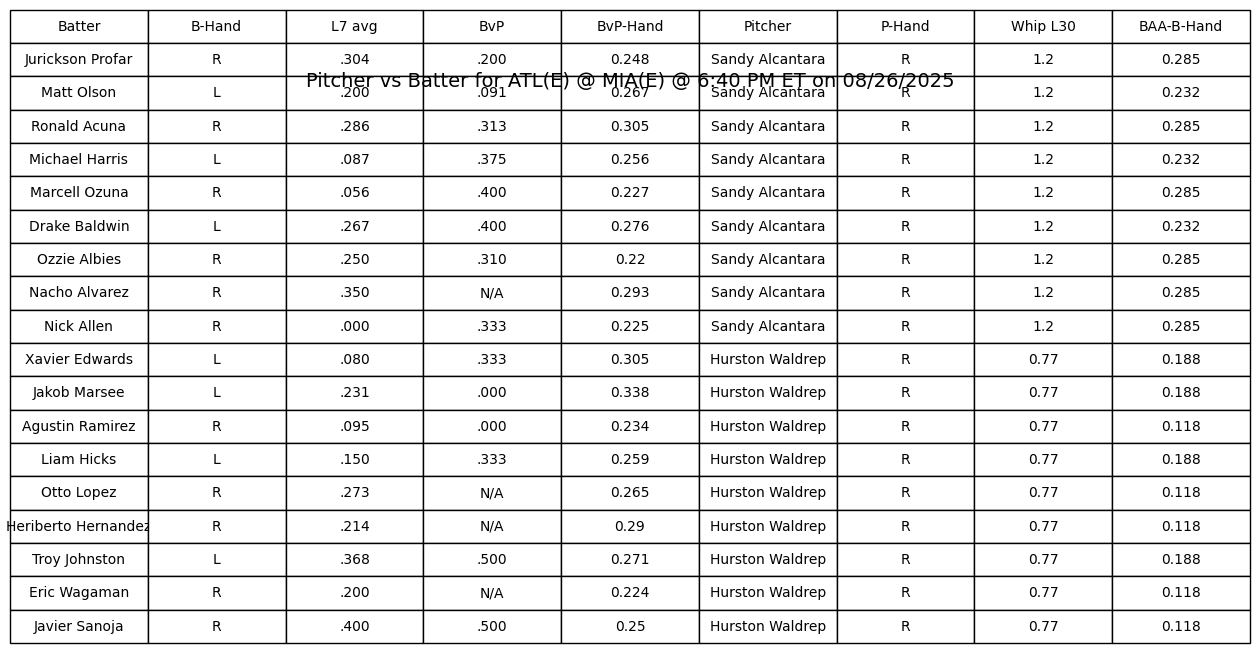 Batter B-Hand L7 avg BvP BvP-Hand Pitcher P-Hand Whip L30 BAA-B-Hand
Jurickson Profar R .304 .200 0.248 Sandy Alcantara R 1.2 0.285
Pitcher vs Batter for ATL(E) @ MIA(E) @ 6:40 PM ET on 08/26/2025
Matt Olson L .200 .091 0.267 Sandy Alcantara R 1.2 0.232
Ronald Acuna R .286 .313 0.305 Sandy Alcantara R 1.2 0.285
Michael Harris L .087 .375 0.256 Sandy Alcantara R 1.2 0.232
Marcell Ozuna R .056 .400 0.227 Sandy Alcantara R 1.2 0.285
Drake Baldwin L .267 .400 0.276 Sandy Alcantara R 1.2 0.232
Ozzie Albies R .250 .310 0.22 Sandy Alcantara R 1.2 0.285
Nacho Alvarez R .350 N/A 0.293 Sandy Alcantara R 1.2 0.285
Nick Allen R .000 .333 0.225 Sandy Alcantara R 1.2 0.285
Xavier Edwards L .080 .333 0.305 Hurston Waldrep R 0.77 0.188
Jakob Marsee L .231 .000 0.338 Hurston Waldrep R 0.77 0.188
Agustin Ramirez R .095 .000 0.234 Hurston Waldrep R 0.77 0.118
Liam Hicks L .150 .333 0.259 Hurston Waldrep R 0.77 0.188
Otto Lopez R .273 N/A 0.265 Hurston Waldrep R 0.77 0.118
Heriberto Hernandez R .214 N/A 0.29 Hurston Waldrep R 0.77 0.118
Troy Johnston L .368 .500 0.271 Hurston Waldrep R 0.77 0.188
Eric Wagaman R .200 N/A 0.224 Hurston Waldrep R 0.77 0.118
Javier Sanoja R .400 .500 0.25 Hurston Waldrep R 0.77 0.118